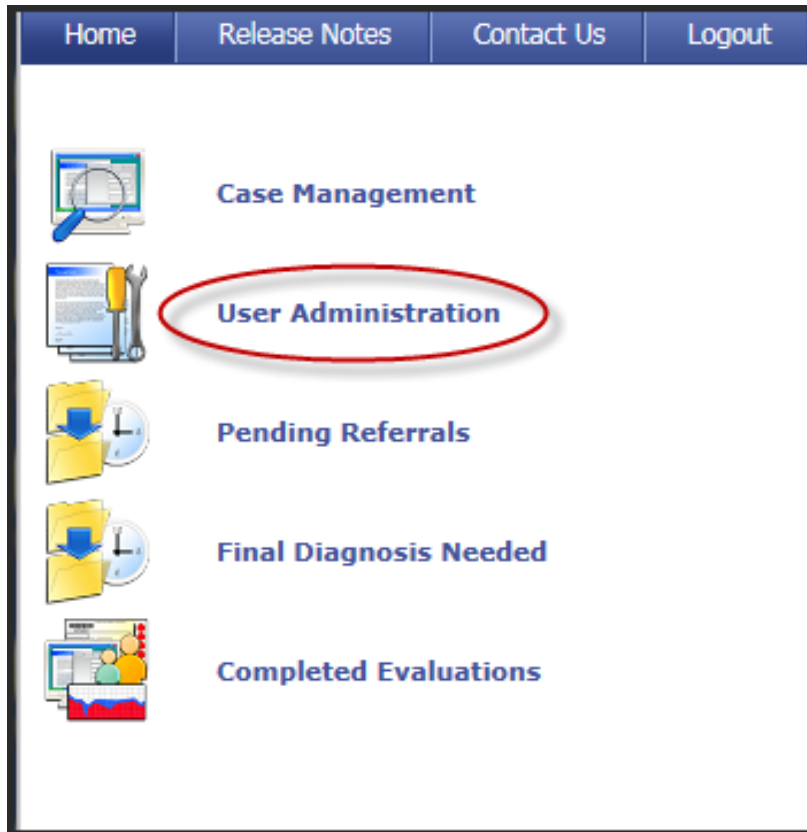 Home Release Notes Contact Us Logout
Case Management
User Administration
Pending Referrals
Final Diagnosis Needed
Completed Evaluations